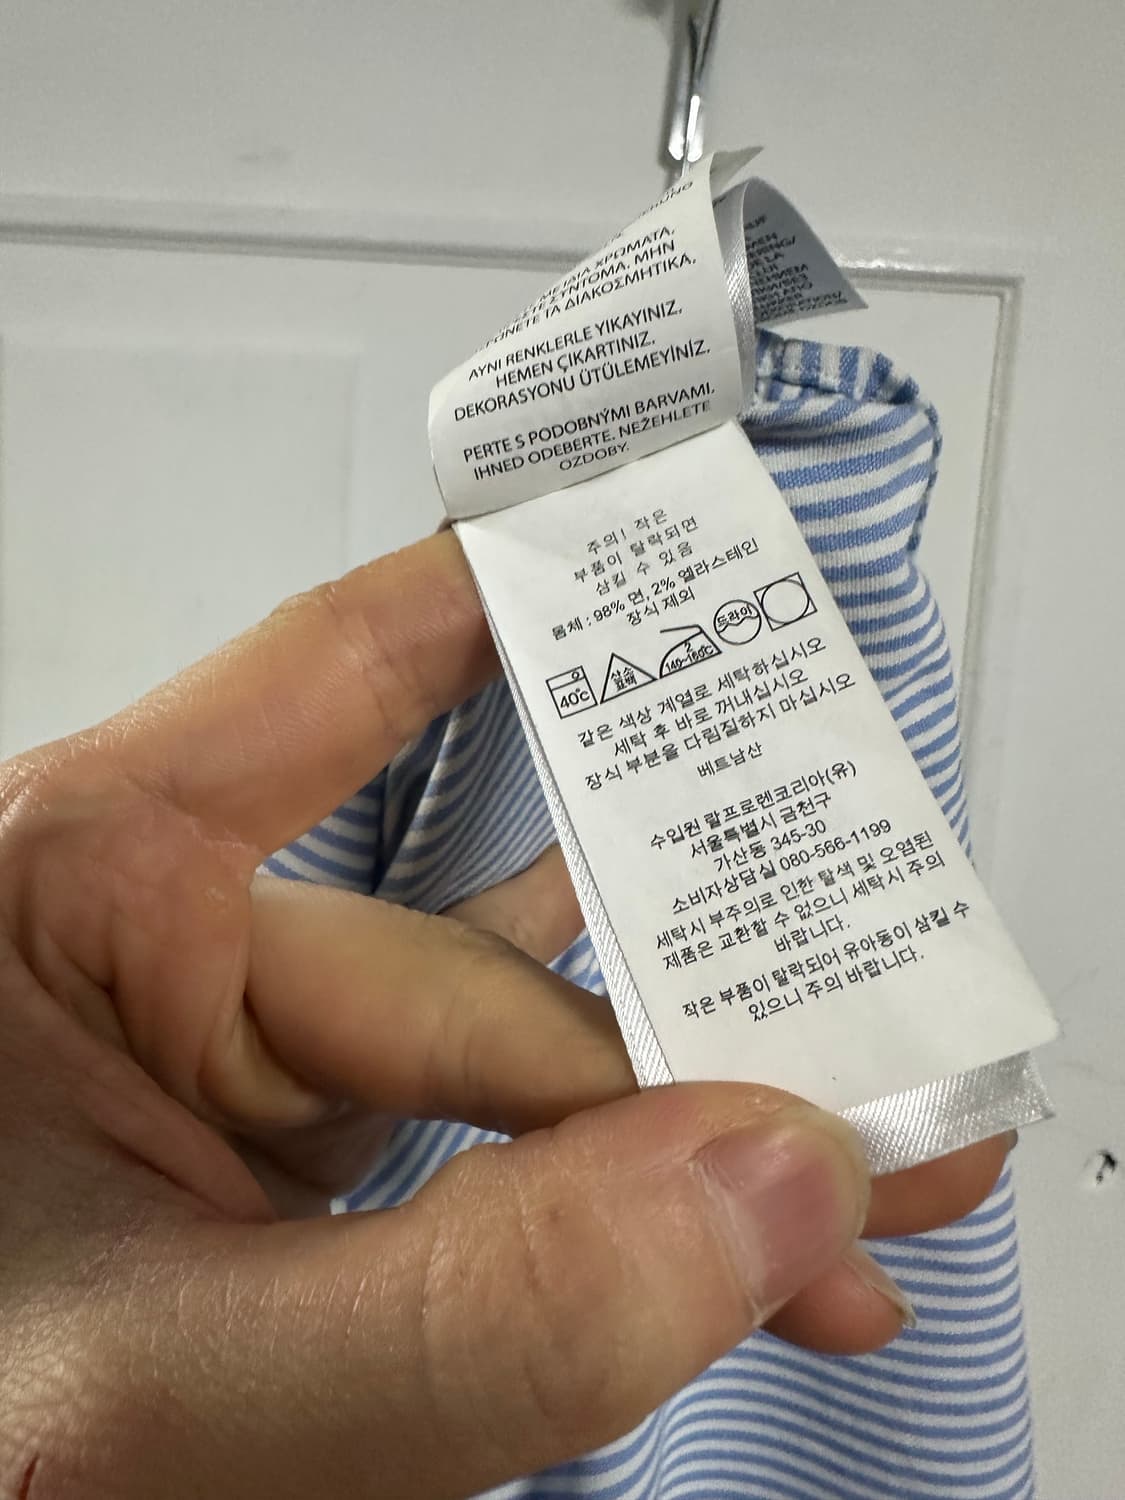 ΧΡΩΜΑΤΑ.
ΣΥΝΤΟΜΑ. ΜΗΝ
ΤΑ ΔΙΑΚΟΣΜΗΤΙΚΑ.
AYNI RENKLERLE YIKAYINIZ.
HEMEN ÇIKARTINIZ.
DEKORASYONU ÜTÜLEMEYİNİZ.
PERTE S PODOBNÝMI BARVAMI.
IHNED ODEBERTE. NEŽEHLETE
OZDOBY.
주의! 작은
부품이 탈락되면
삼킬 수 있음
몸체 : 98% 면, 2% 엘라스테인
장식 제외
40℃
산소
표백
2
140~160℃
드라이
같은 색상 계열로 세탁하십시오
세탁 후 바로 꺼내십시오
장식 부분을 다림질하지 마십시오
베트남산
수입원 랄프로렌코리아(유)
서울특별시 금천구
가산동 345-30
소비자상담실 080-566-1199
세탁시 부주의로 인한 탈색 및 오염된
제품은 교환할 수 없으니 세탁시 주의
바랍니다.
작은 부품이 탈락되어 유아동이 삼킬 수
있으니 주의 바랍니다.